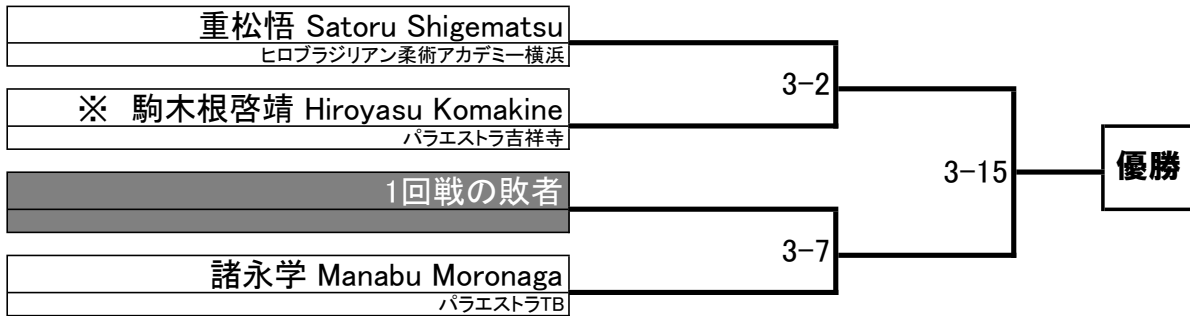 重松悟 Satoru Shigematsu
ヒロブラジリアン柔術アカデミー横浜
3-2
※ 駒木根啓靖 Hiroyasu Komakine
パラエストラ吉祥寺
3-15
優勝
1回戦の敗者
3-7
諸永学 Manabu Moronaga
パラエストラTB